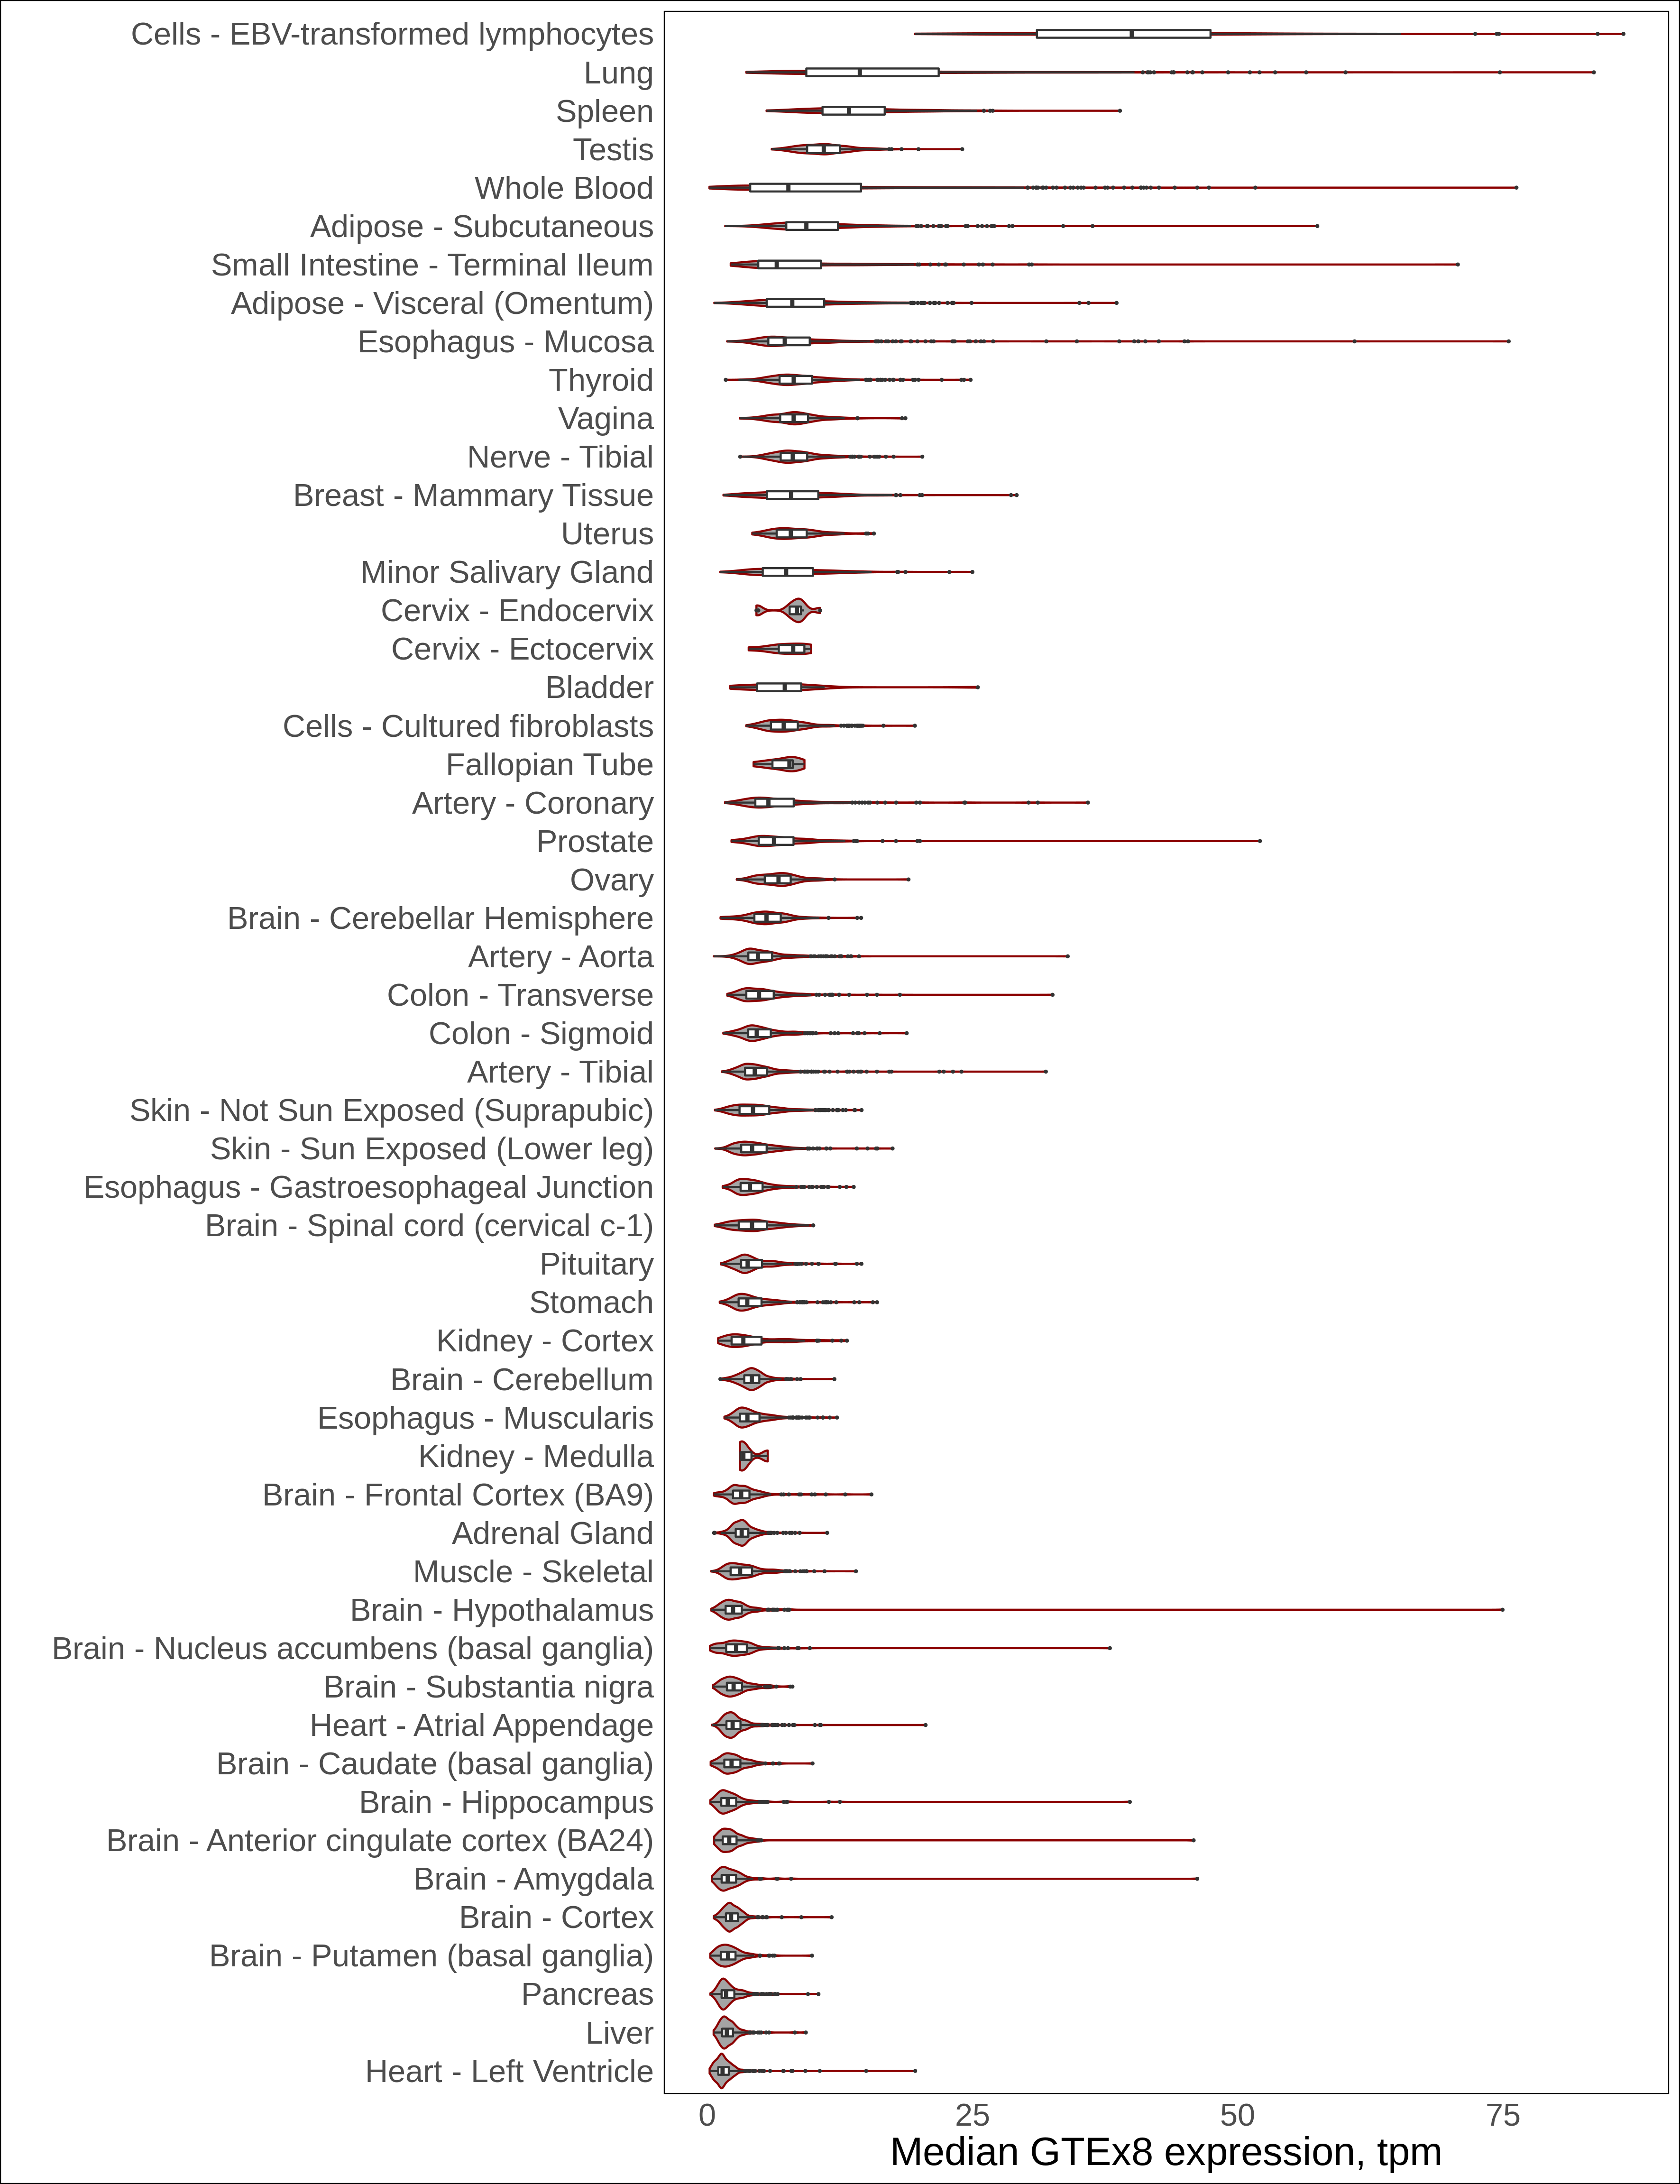 Cells - EBV-transformed lymphocytes
Lung
Spleen
Testis
Whole Blood
Adipose - Subcutaneous
Small Intestine - Terminal Ileum
Adipose - Visceral (Omentum)
Esophagus - Mucosa
Thyroid
Vagina
Nerve - Tibial
Breast - Mammary Tissue
Uterus
Minor Salivary Gland
Cervix - Endocervix
Cervix - Ectocervix
Bladder
Cells - Cultured fibroblasts
Fallopian Tube
Artery - Coronary
Prostate
Ovary
Brain - Cerebellar Hemisphere
Artery - Aorta
Colon - Transverse
Colon - Sigmoid
Artery - Tibial
Skin - Not Sun Exposed (Suprapubic)
Skin - Sun Exposed (Lower leg)
Esophagus - Gastroesophageal Junction
Brain - Spinal cord (cervical c-1)
Pituitary
Stomach
Kidney - Cortex
Brain - Cerebellum
Esophagus - Muscularis
Kidney - Medulla
Brain - Frontal Cortex (BA9)
Adrenal Gland
Muscle - Skeletal
Brain - Hypothalamus
Brain - Nucleus accumbens (basal ganglia)
Brain - Substantia nigra
Heart - Atrial Appendage
Brain - Caudate (basal ganglia)
Brain - Hippocampus
Brain - Anterior cingulate cortex (BA24)
Brain - Amygdala
Brain - Cortex
Brain - Putamen (basal ganglia)
Pancreas
Liver
Heart - Left Ventricle
0 25 50 75
Median GTEx8 expression, tpm